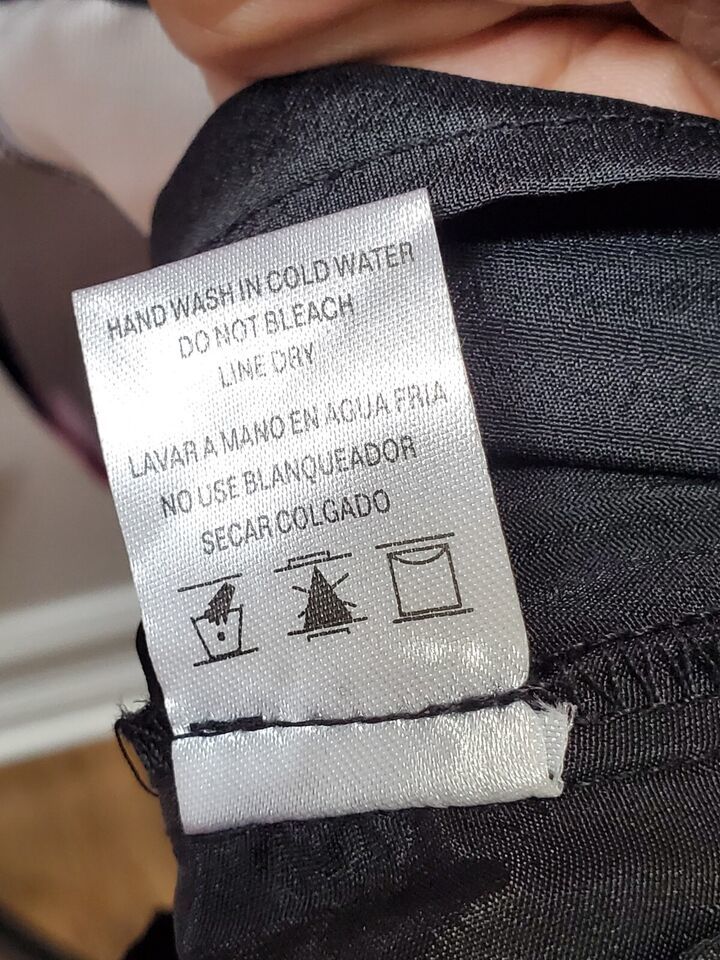 HAND WASH IN COLD WATER
DO NOT BLEACH
LINE DRY
LAVAR A MANO EN AGUA FRIA
NO USE BLANQUEADOR
SECAR COLGADO